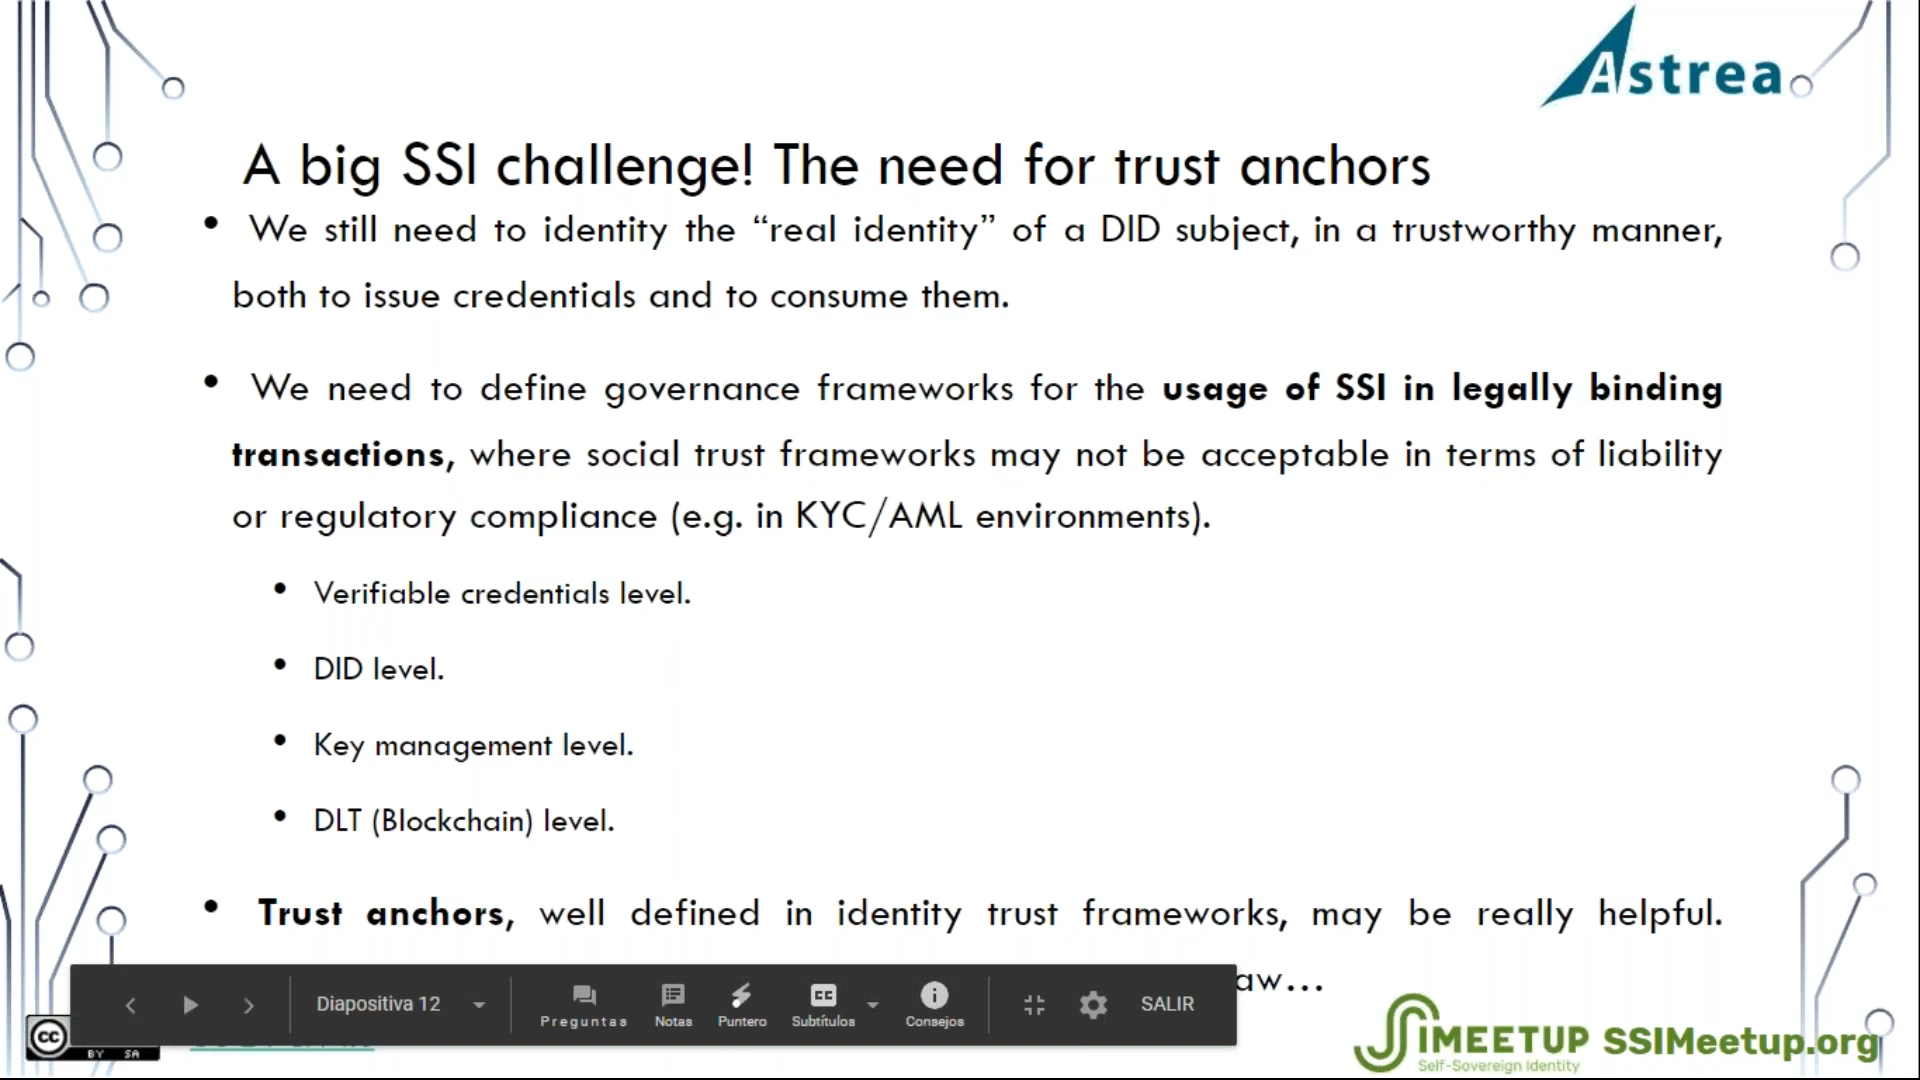 Astrea
A big SSI challenge! The need for trust anchors
• We still need to identity the “real identity” of a DID subject, in a trustworthy manner,
both to issue credentials and to consume them.
• We need to define governance frameworks for the usage of SSI in legally binding
transactions, where social trust frameworks may not be acceptable in terms of liability
or regulatory compliance (e.g. in KYC/AML environments).
• Verifiable credentials level.
• DID level.
• Key management level.
• DLT (Blockchain) level.
• Trust anchors, well defined in identity trust frameworks, may be really helpful.
aw...
Diapositiva 12
Preguntas
Notas
Puntero
CC
Subtítulos
Consejos
SALIR
cc
BY SA
SSIMEETUP
Self-Sovereign Identity
SSIMeetup.org